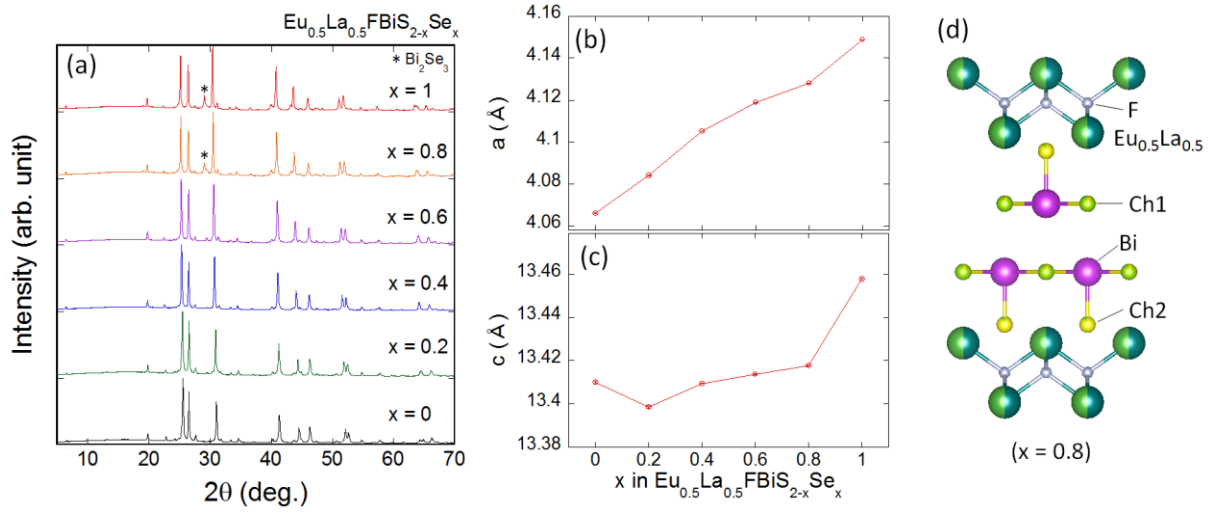 Eu₀.₅La₀.₅FBiS₂₋ₓSeₓ
(a)
* Bi₂Se₃
x = 1
*
x = 0.8
*
x = 0.6
x = 0.4
x = 0.2
x = 0
Intensity (arb. unit)
10 20 30 40 50 60 70
2θ (deg.)
(b)
4.16
4.14
4.12
4.1
4.08
4.06
a (Å)
(c)
13.46
13.44
13.42
13.4
13.38
c (Å)
0 0.2 0.4 0.6 0.8 1
x in Eu₀.₅La₀.₅FBiS₂₋ₓSeₓ
(d)
F
Eu₀.₅La₀.₅
Ch1
Bi
Ch2
(x = 0.8)